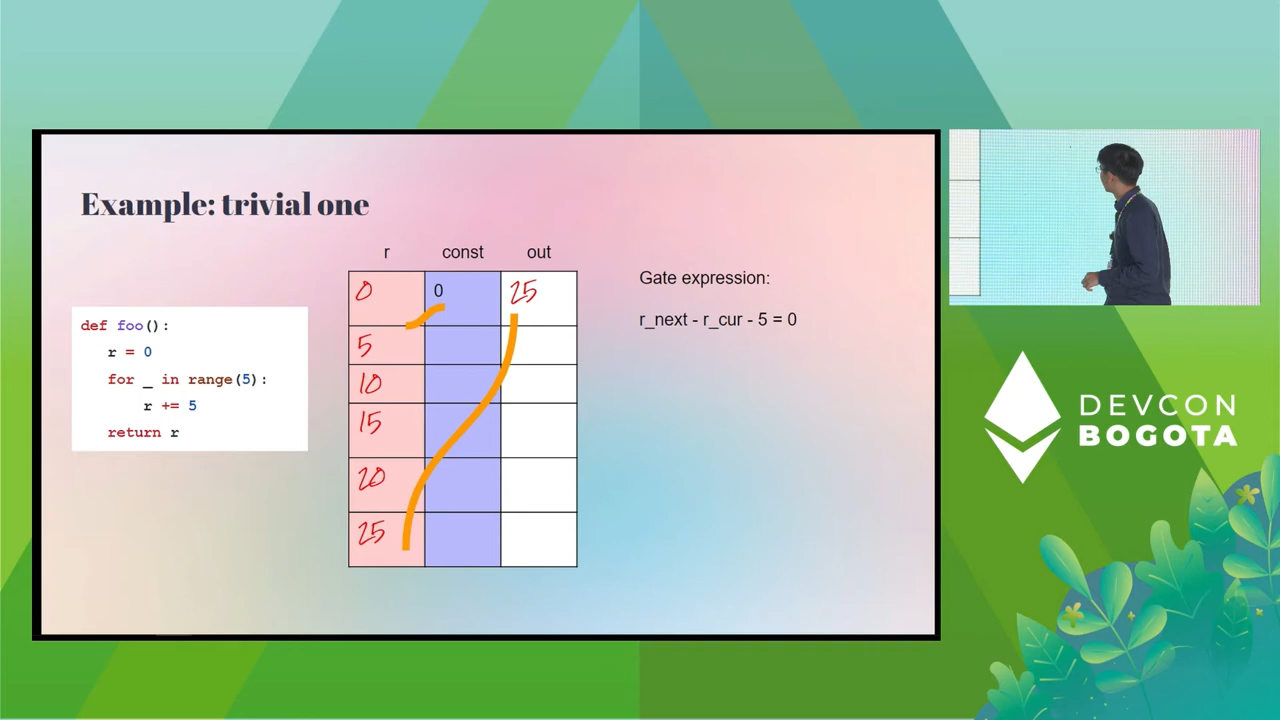 Example: trivial one
def foo():
r = 0
for _ in range(5):
r += 5
return r
r const out
0 0 25
5
10
15
20
25
Gate expression:
r_next - r_cur - 5 = 0
DEVCON
BOGOTA